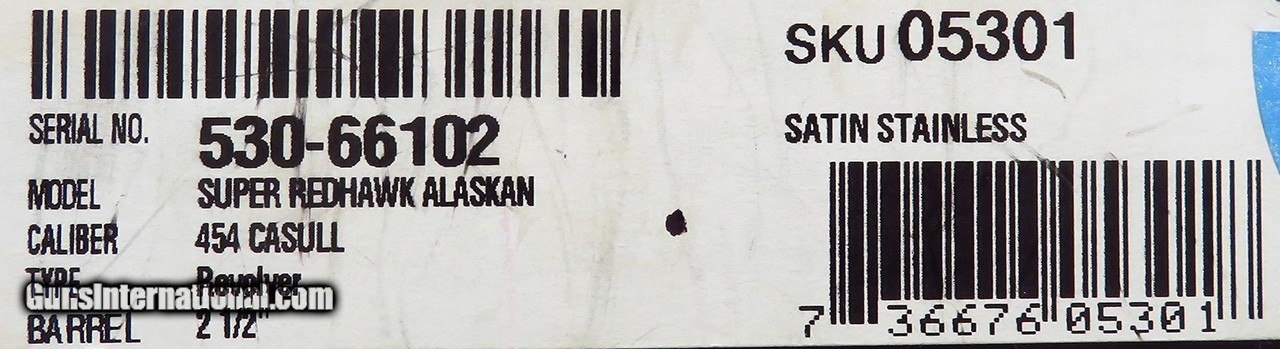 SKU 05301
SERIAL NO. 530-66102
SATIN STAINLESS
MODEL SUPER REDHAWK ALASKAN
CALIBER 454 CASULL
TYPE Revolver
GunsInternational.com
BARREL 2 1/2"
7 36676 05301